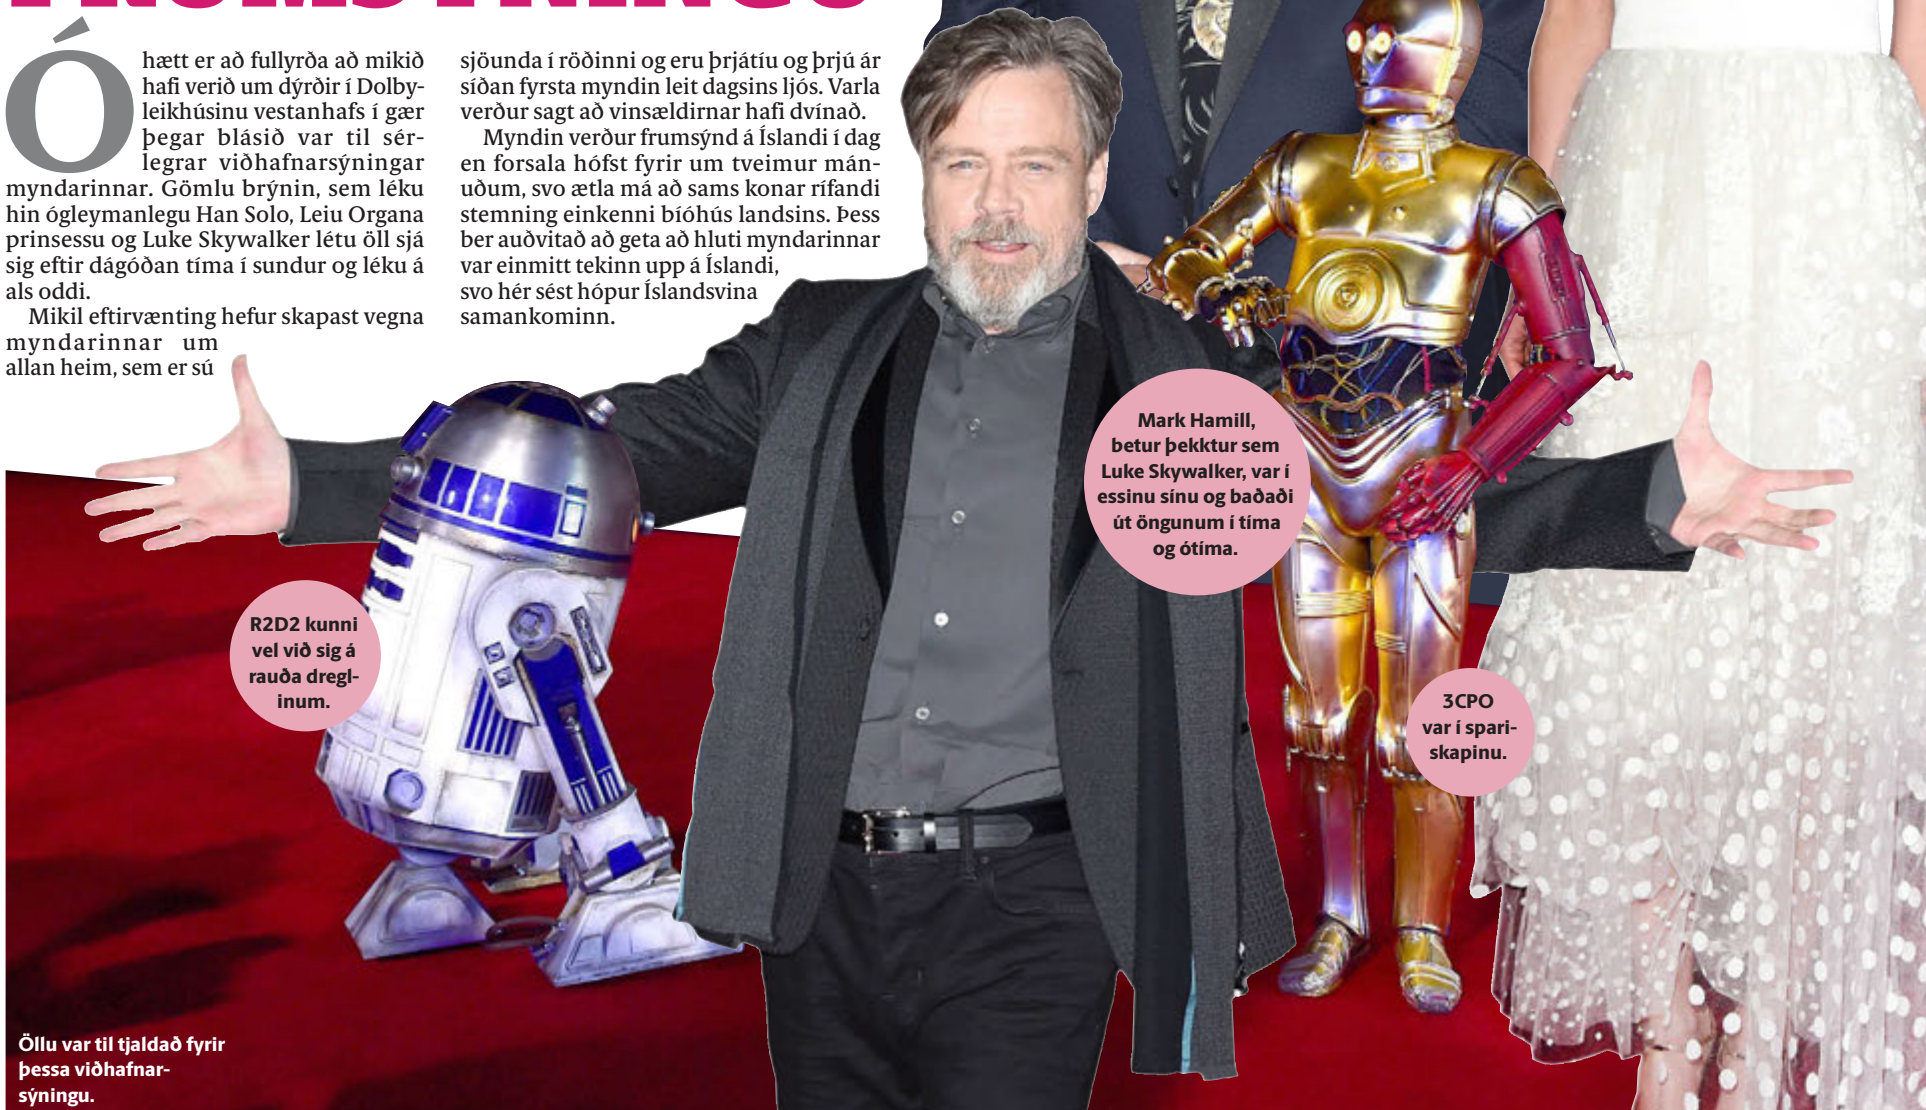 FRUMSÝNINGU
Óhætt er að fullyrða að mikið
hafi verið um dýrðir í Dolby-
leikhúsinu vestanhafs í gær
þegar blásið var til sér-
legrar viðhafnarsýningar
myndarinnar. Gömlu brýnin, sem léku
hin ógleymanlegu Han Solo, Leiu Organa
prinsessu og Luke Skywalker létu öll sjá
sig eftir dágóðan tíma í sundur og léku á
als oddi.
Mikil eftirvænting hefur skapast vegna
myndarinnar um
allan heim, sem er sú
sjöunda í röðinni og eru þrjátíu og þrjú ár
síðan fyrsta myndin leit dagsins ljós. Varla
verður sagt að vinsældirnar hafi dvínað.
Myndin verður frumsýnd á Íslandi í dag
en forsala hófst fyrir um tveimur mán-
uðum, svo ætla má að sams konar rífandi
stemning einkenni bíóhús landsins. Þess
ber auðvitað að geta að hluti myndarinnar
var einmitt tekinn upp á Íslandi,
svo hér sést hópur Íslandsvina
samankominn.
Mark Hamill,
betur þekktur sem
Luke Skywalker, var í
essinu sínu og baðaði
út öngunum í tíma
og ótíma.
R2D2 kunni
vel við sig á
rauða dregl-
inum.
3CPO
var í spari-
skapinu.
Öllu var til tjaldað fyrir
þessa viðhafnar-
sýningu.